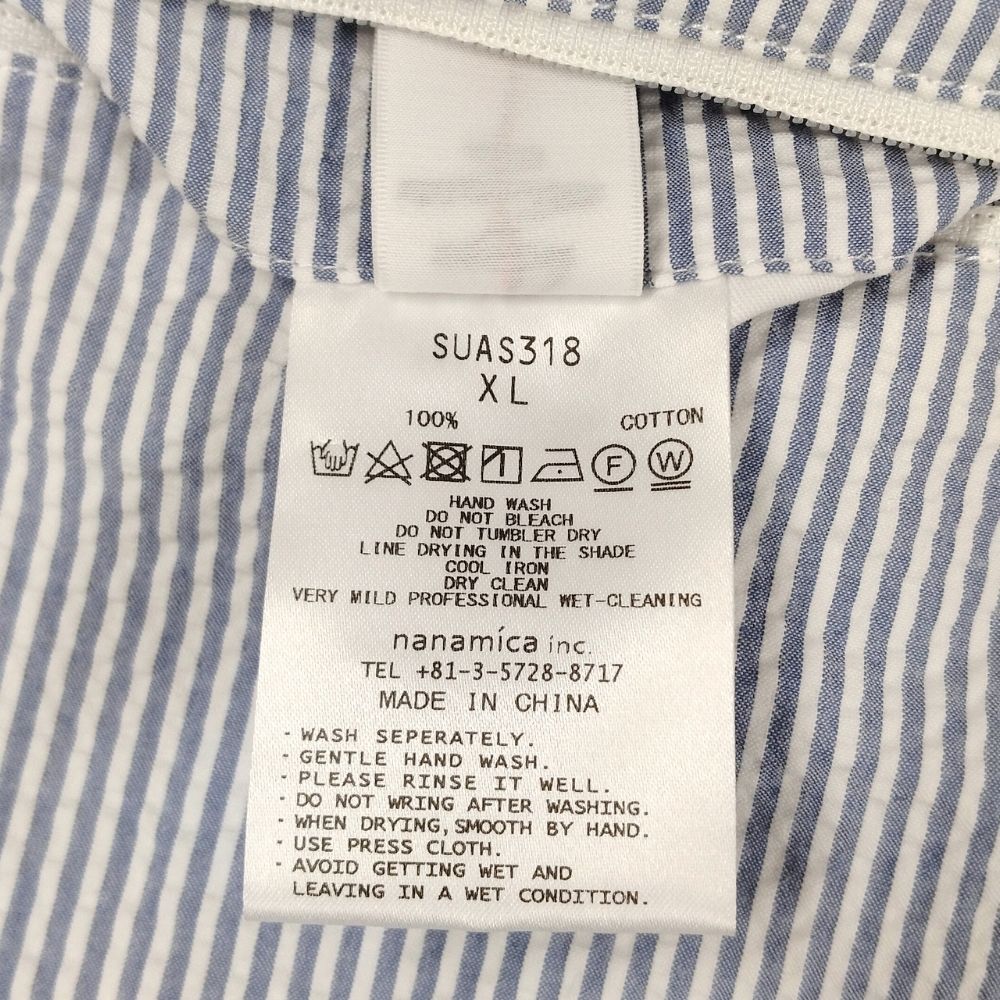 SUAS318
XL
100% COTTON
F W
HAND WASH
DO NOT BLEACH
DO NOT TUMBLER DRY
LINE DRYING IN THE SHADE
COOL IRON
DRY CLEAN
VERY MILD PROFESSIONAL WET-CLEANING
nanamíca inc.
TEL +81-3-5728-8717
MADE IN CHINA
· WASH SEPERATELY.
· GENTLE HAND WASH.
· PLEASE RINSE IT WELL.
· DO NOT WRING AFTER WASHING.
· WHEN DRYING, SMOOTH BY HAND.
· USE PRESS CLOTH.
· AVOID GETTING WET AND
LEAVING IN A WET CONDITION.